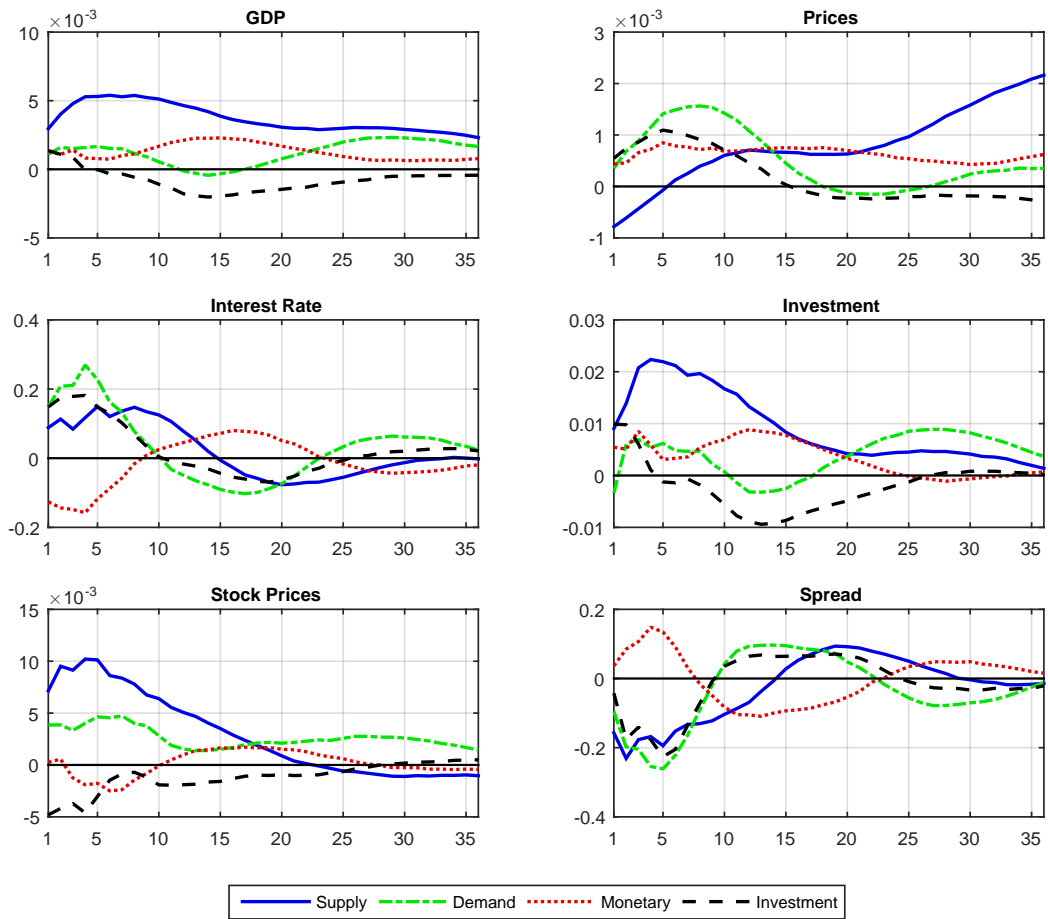 GDP
×10⁻³
10
5
0
-5
1 5 10 15 20 25 30 35
Prices
×10⁻³
3
2
1
0
-1
1 5 10 15 20 25 30 35
Interest Rate
0.4
0.2
0
-0.2
1 5 10 15 20 25 30 35
Investment
0.03
0.02
0.01
0
-0.01
1 5 10 15 20 25 30 35
Stock Prices
×10⁻³
15
10
5
0
-5
1 5 10 15 20 25 30 35
Spread
0.2
0
-0.2
-0.4
1 5 10 15 20 25 30 35
Supply Demand Monetary Investment